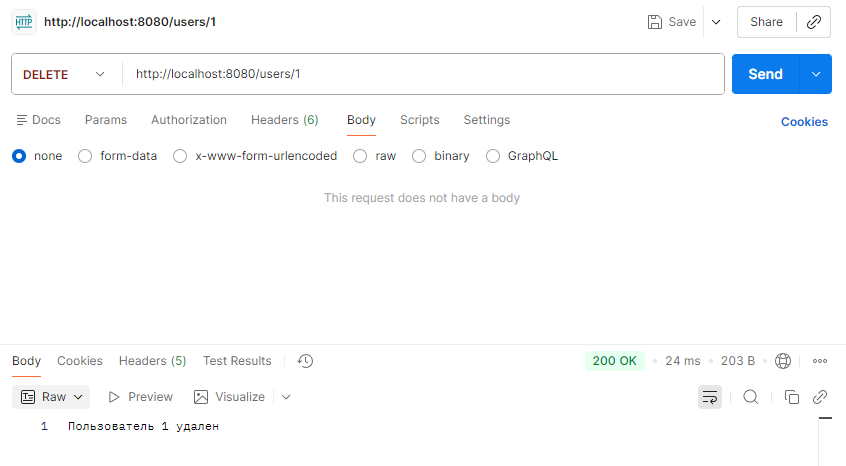 HTTP http://localhost:8080/users/1 Save Share
DELETE http://localhost:8080/users/1 Send
Docs Params Authorization Headers (6) Body Scripts Settings Cookies
none form-data x-www-form-urlencoded raw binary GraphQL
This request does not have a body
Body Cookies Headers (5) Test Results 200 OK • 24 ms • 203 B •
Raw Preview Visualize
1 Пользователь 1 удален